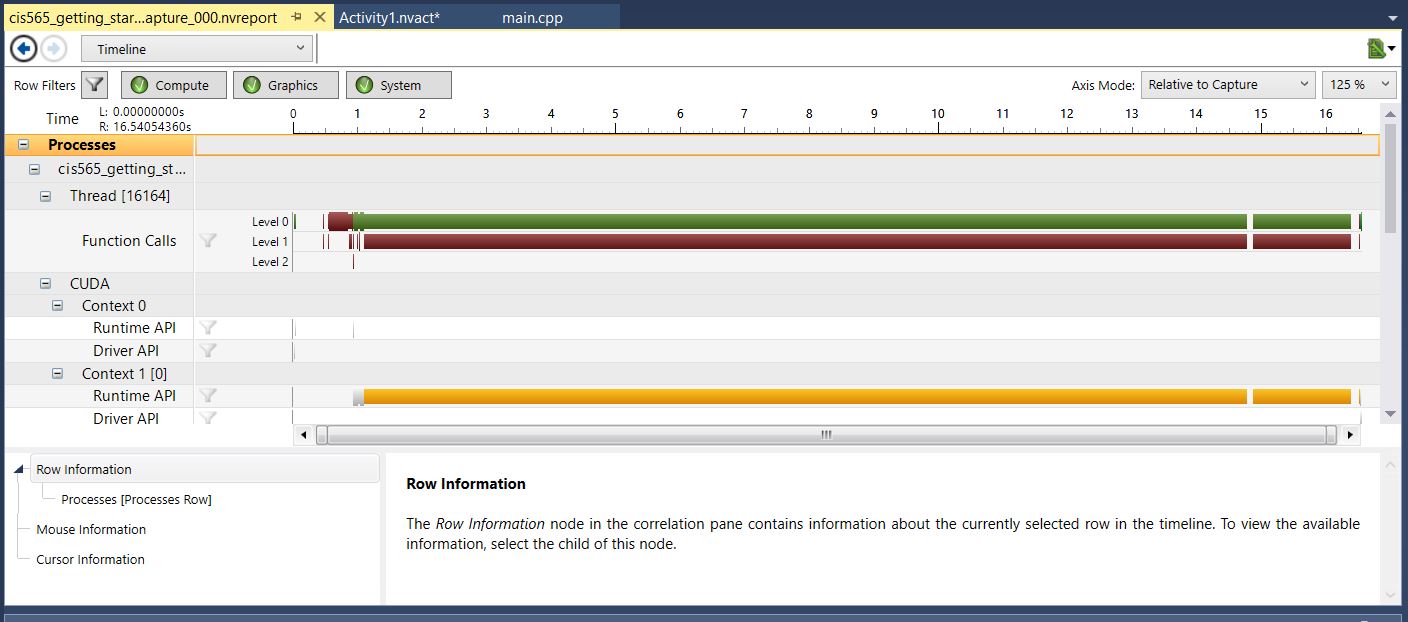 cis565_getting_star...apture_000.nvreport Activity1.nvact* main.cpp
Timeline
Row Filters Compute Graphics System Axis Mode: Relative to Capture 125 %
Time L: 0.00000000s 0 1 2 3 4 5 6 7 8 9 10 11 12 13 14 15 16
R: 16.54054360s
Processes
cis565_getting_st...
Thread [16164]
Level 0
Function Calls Level 1
Level 2
CUDA
Context 0
Runtime API
Driver API
Context 1 [0]
Runtime API
Driver API
Row Information
Processes [Processes Row]
Mouse Information
Cursor Information
Row Information
The Row Information node in the correlation pane contains information about the currently selected row in the timeline. To view the available
information, select the child of this node.